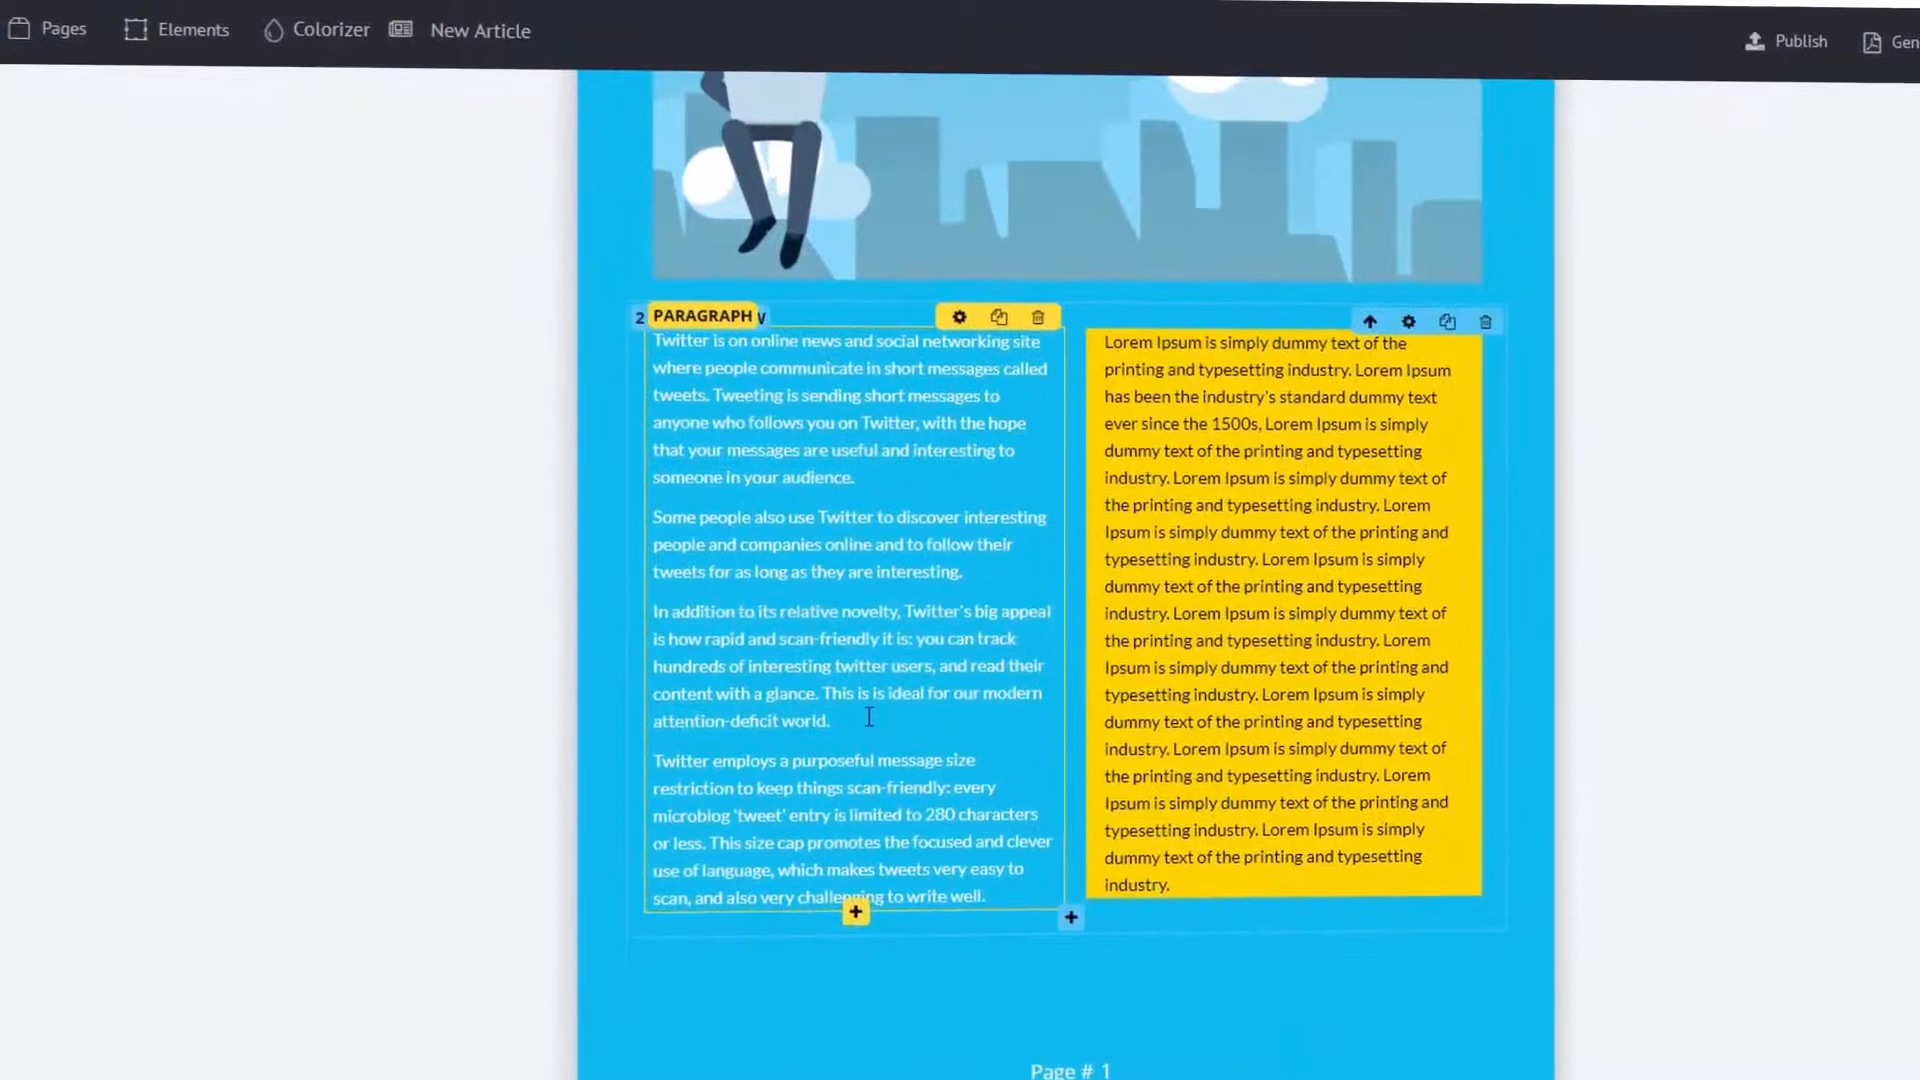 Pages
Elements
Colorizer
New Article
Publish
Gen
2
PARAGRAPH
Twitter is on online news and social networking site
where people communicate in short messages called
tweets. Tweeting is sending short messages to
anyone who follows you on Twitter, with the hope
that your messages are useful and interesting to
someone in your audience.
Some people also use Twitter to discover interesting
people and companies online and to follow their
tweets for as long as they are interesting.
In addition to its relative novelty, Twitter's big appeal
is how rapid and scan-friendly it is: you can track
hundreds of interesting twitter users, and read their
content with a glance. This is is ideal for our modern
attention-deficit world.
Twitter employs a purposeful message size
restriction to keep things scan-friendly: every
microblog 'tweet' entry is limited to 280 characters
or less. This size cap promotes the focused and clever
use of language, which makes tweets very easy to
scan, and also very challenging to write well.
Lorem Ipsum is simply dummy text of the
printing and typesetting industry. Lorem Ipsum
has been the industry's standard dummy text
ever since the 1500s, Lorem Ipsum is simply
dummy text of the printing and typesetting
industry. Lorem Ipsum is simply dummy text of
the printing and typesetting industry. Lorem
Ipsum is simply dummy text of the printing and
typesetting industry. Lorem Ipsum is simply
dummy text of the printing and typesetting
industry. Lorem Ipsum is simply dummy text of
the printing and typesetting industry. Lorem
Ipsum is simply dummy text of the printing and
typesetting industry. Lorem Ipsum is simply
dummy text of the printing and typesetting
industry. Lorem Ipsum is simply dummy text of
the printing and typesetting industry. Lorem
Ipsum is simply dummy text of the printing and
typesetting industry. Lorem Ipsum is simply
dummy text of the printing and typesetting
industry.
Page # 1